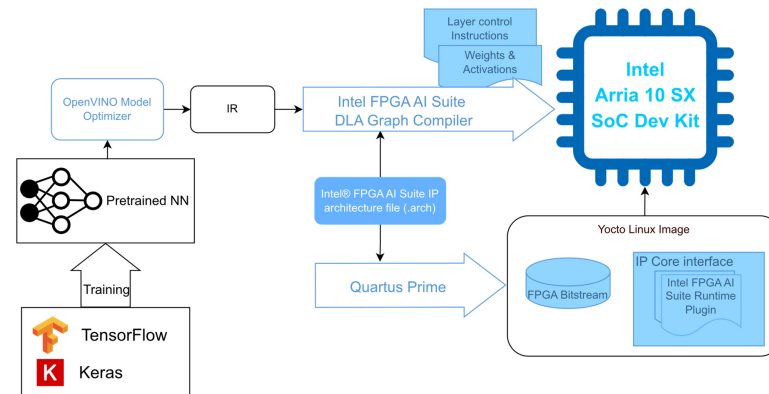 Layer control
Instructions
Weights &
Activations
Intel
Arria 10 SX
SoC Dev Kit
OpenVINO Model
Optimizer
IR
Intel FPGA AI Suite
DLA Graph Compiler
Pretrained NN
Intel® FPGA AI Suite IP
architecture file (.arch)
Yocto Linux Image
IP Core interface
Intel FPGA AI
Suite Runtime
Plugin
FPGA Bitstream
Quartus Prime
Training
TensorFlow
K
Keras